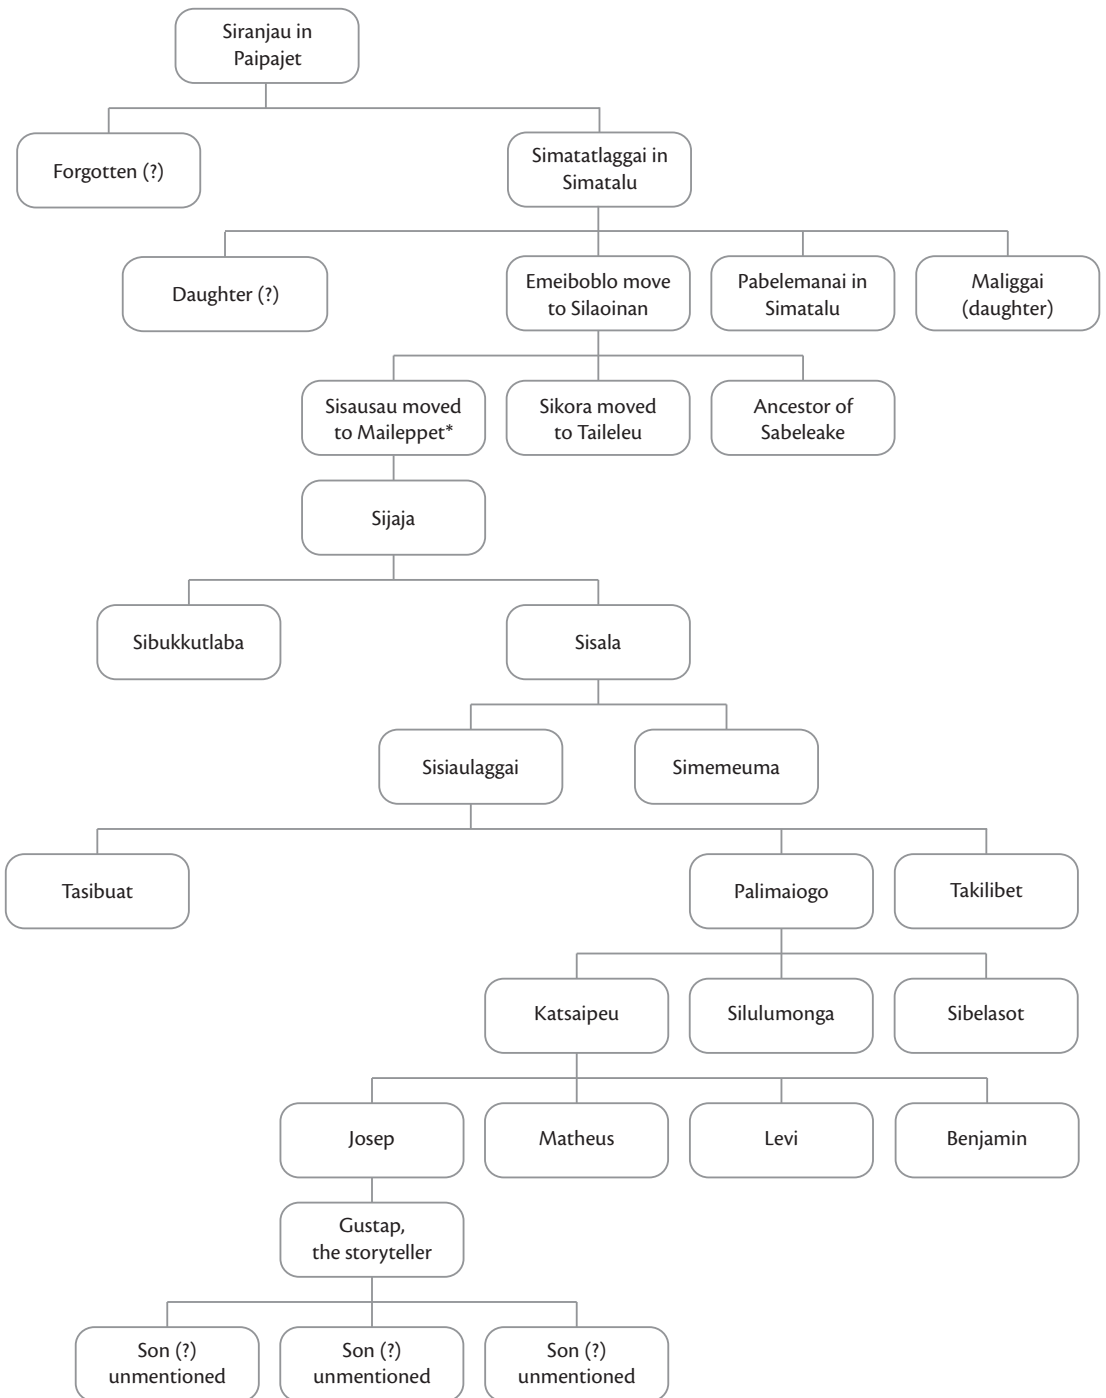 Siranjau in
Paipajet
Forgotten (?)
Simatatlaggai in
Simatalu
Daughter (?)
Emeiboblo move
to Silaoinan
Pabelemanai in
Simatalu
Maliggai
(daughter)
Sisausau moved
to Maileppet*
Sikora moved
to Taileleu
Ancestor of
Sabeleake
Sijaja
Sibukkutlaba
Sisala
Sisiaulaggai
Simemeuma
Tasibuat
Palimaiogo
Takilibet
Katsaipeu
Silulumonga
Sibelasot
Josep
Matheus
Levi
Benjamin
Gustap,
the storyteller
Son (?)
unmentioned
Son (?)
unmentioned
Son (?)
unmentioned